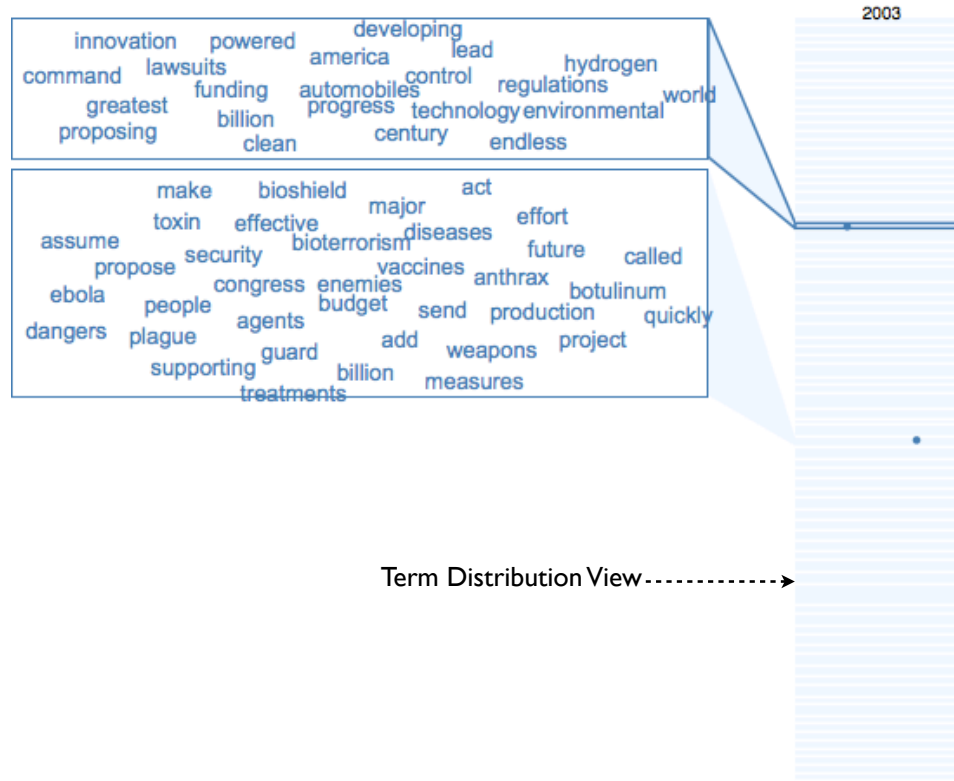 2003
developing
innovation powered
america lead
command lawsuits control hydrogen
funding automobiles regulations world
greatest progress technology environmental
proposing billion century endless
clean
make bioshield act
toxin effective major effort
assume bioterrorism diseases
propose security vaccines future called
ebola congress enemies anthrax botulinum
people budget send production quickly
dangers plague agents add weapons project
guard
supporting billion measures
treatments
Term Distribution View